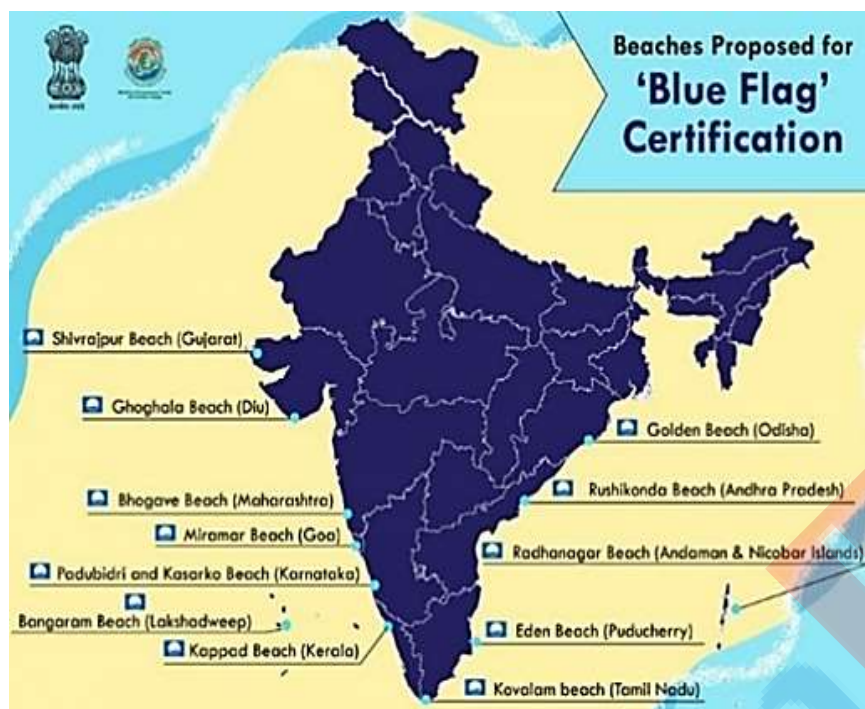 Beaches Proposed for
‘Blue Flag’
Certification
Shivrajpur Beach (Gujarat)
Ghoghala Beach (Diu)
Golden Beach (Odisha)
Bhogave Beach (Maharashtra)
Rushikonda Beach (Andhra Pradesh)
Miramar Beach (Goa)
Radhanagar Beach (Andaman & Nicobar Islands)
Padubidri and Kasarko Beach (Karnataka)
Bangaram Beach (Lakshadweep)
Eden Beach (Puducherry)
Kappad Beach (Kerala)
Kovalam beach (Tamil Nadu)